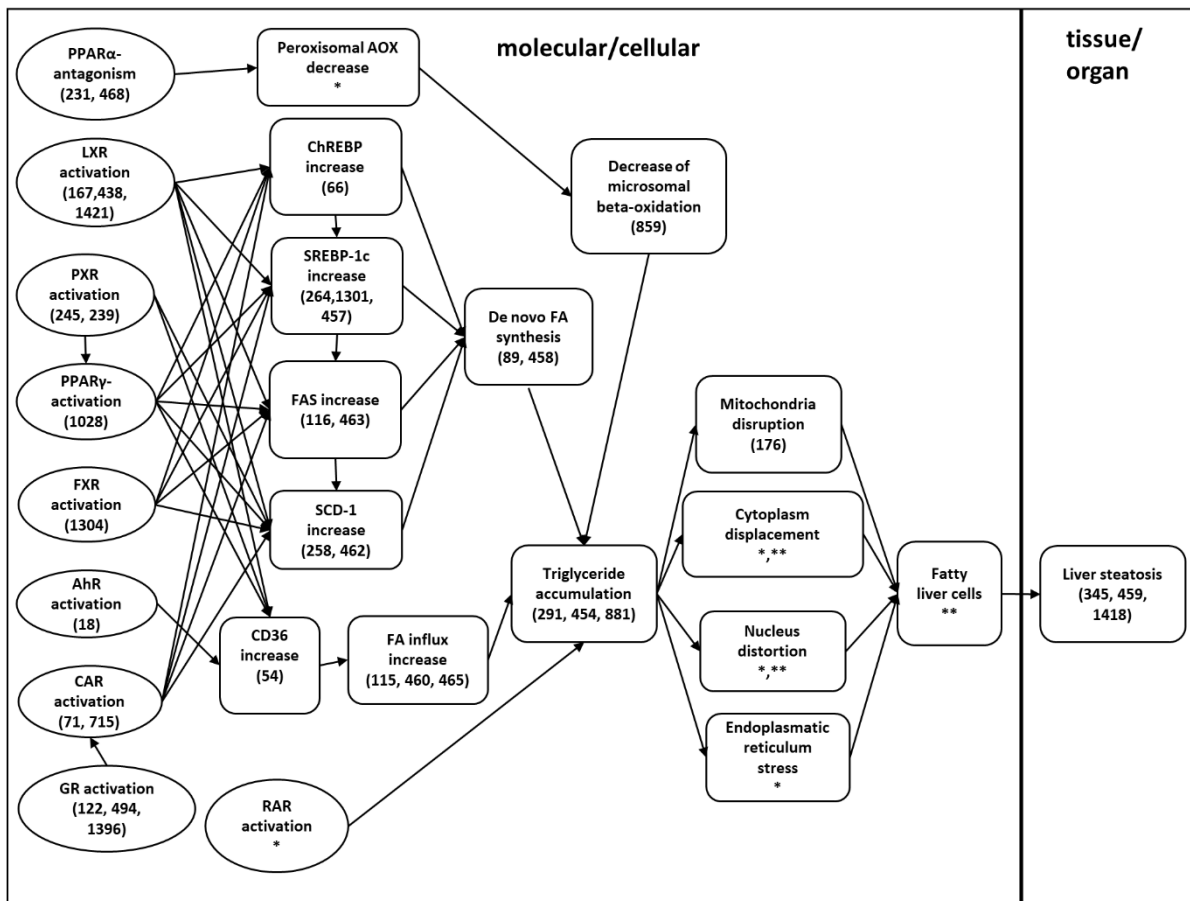 molecular/cellular
tissue/
organ
PPARα-
antagonism
(231, 468)
Peroxisomal AOX
decrease
*
LXR
activation
(167,438,
1421)
ChREBP
increase
(66)
Decrease of
microsomal
beta-oxidation
(859)
PXR
activation
(245, 239)
SREBP-1c
increase
(264,1301,
457)
De novo FA
synthesis
(89, 458)
PPARγ-
activation
(1028)
FAS increase
(116, 463)
Mitochondria
disruption
(176)
FXR
activation
(1304)
SCD-1
increase
(258, 462)
Cytoplasm
displacement
*,**
AhR
activation
(18)
CD36
increase
(54)
FA influx
increase
(115, 460, 465)
Triglyceride
accumulation
(291, 454, 881)
Nucleus
distortion
*,**
Fatty
liver cells
**
Liver steatosis
(345, 459,
1418)
CAR
activation
(71, 715)
Endoplasmatic
reticulum
stress
*
GR activation
(122, 494,
1396)
RAR
activation
*